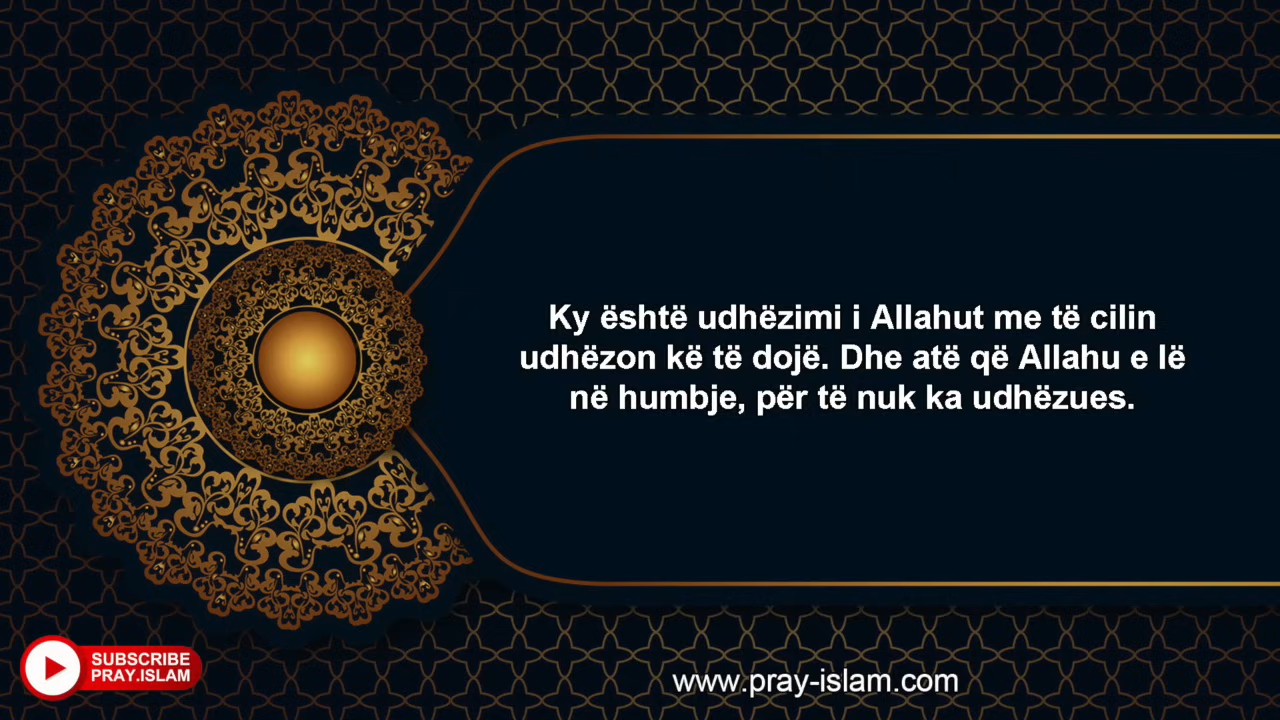 Ky është udhëzimi i Allahut me të cilin
udhëzon kë të dojë. Dhe atë që Allahu e lë
në humbje, për të nuk ka udhëzues.
SUBSCRIBE
PRAY.ISLAM
www.pray-islam.com